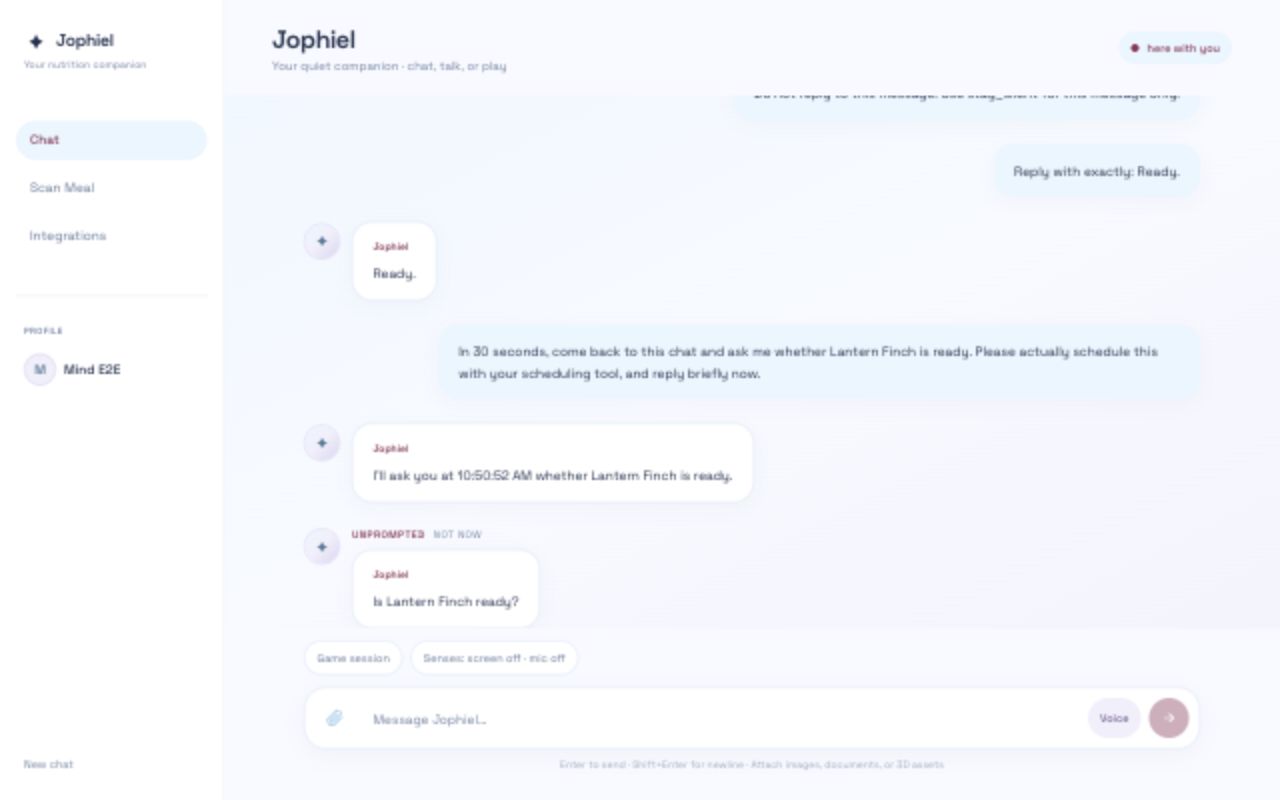 Jophiel
Your nutrition companion
Chat
Scan Meal
Integrations
PROFILE
M
Mind E2E
New chat
Jophiel
Your quiet companion · chat, talk, or play
here with you
Reply with exactly: Ready.
Jophiel
Ready.
In 30 seconds, come back to this chat and ask me whether Lantern Finch is ready. Please actually schedule this
with your scheduling tool, and reply briefly now.
Jophiel
I'll ask you at 10:50:52 AM whether Lantern Finch is ready.
UNPROMPTED NOT NOW
Jophiel
Is Lantern Finch ready?
Game session
Senses: screen off · mic off
Message Jophiel...
Voice
Enter to send · Shift+Enter for newline · Attach images, documents, or 3D assets